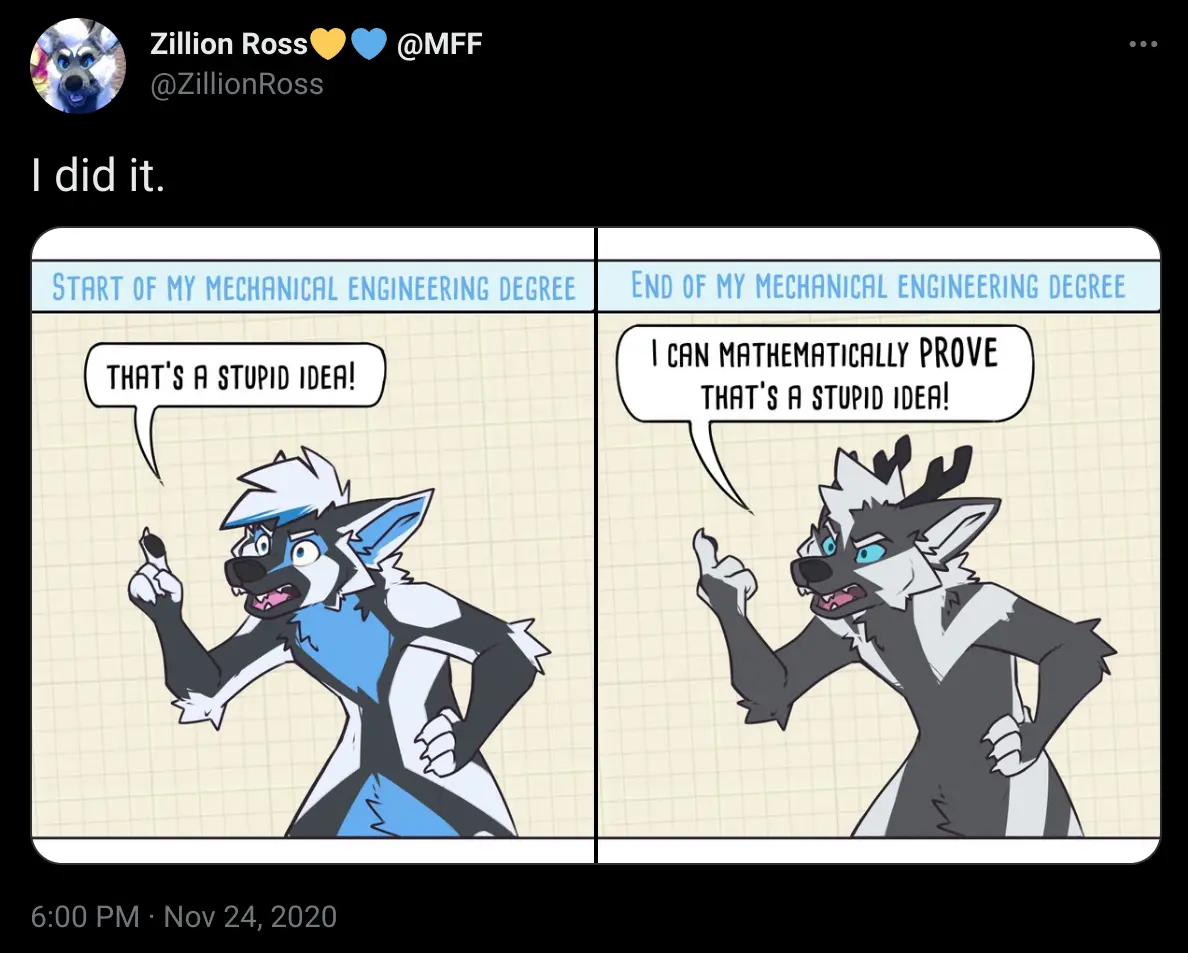 Zillion Ross💛💙 @MFF
@ZillionRoss
I did it.
START OF MY MECHANICAL ENGINEERING DEGREE
THAT'S A STUPID IDEA!
END OF MY MECHANICAL ENGINEERING DEGREE
I CAN MATHEMATICALLY PROVE
THAT'S A STUPID IDEA!
6:00 PM · Nov 24, 2020